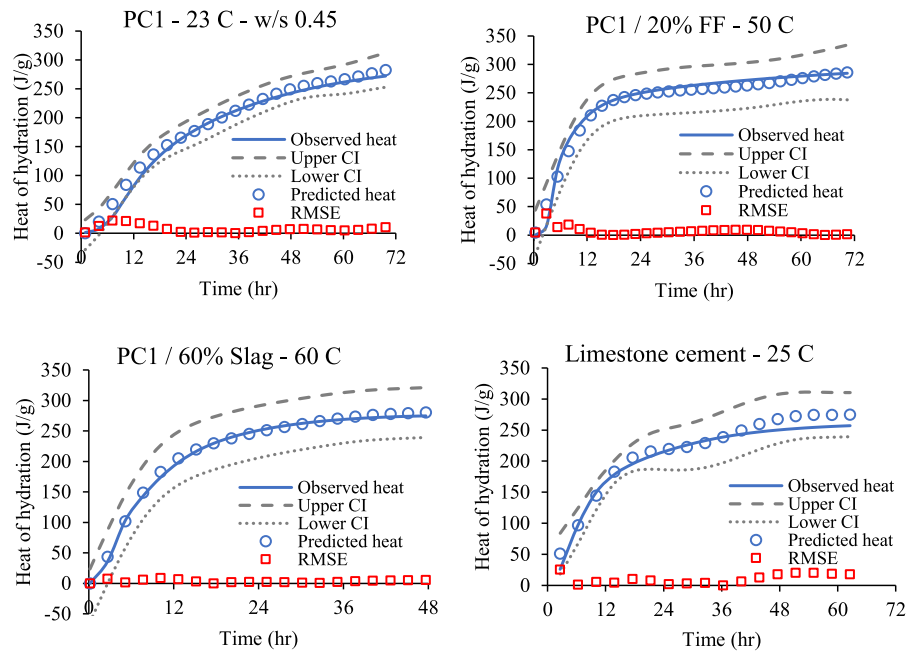 PC1 - 23 C - w/s 0.45
Heat of hydration (J/g)
350
300
250
200
150
100
50
0
-50
0 12 24 36 48 60 72
Time (hr)
Observed heat
Upper CI
Lower CI
Predicted heat
RMSE
PC1 / 20% FF - 50 C
Heat of hydration (J/g)
350
300
250
200
150
100
50
0
-50
0 12 24 36 48 60 72
Time (hr)
Observed heat
Upper CI
Lower CI
Predicted heat
RMSE
PC1 / 60% Slag - 60 C
Heat of hydration (J/g)
350
300
250
200
150
100
50
0
-50
0 12 24 36 48
Time (hr)
Observed heat
Upper CI
Lower CI
Predicted heat
RMSE
Limestone cement - 25 C
Heat of hydration (J/g)
350
300
250
200
150
100
50
0
0 12 24 36 48 60 72
Time (hr)
Observed heat
Upper CI
Lower CI
Predicted heat
RMSE